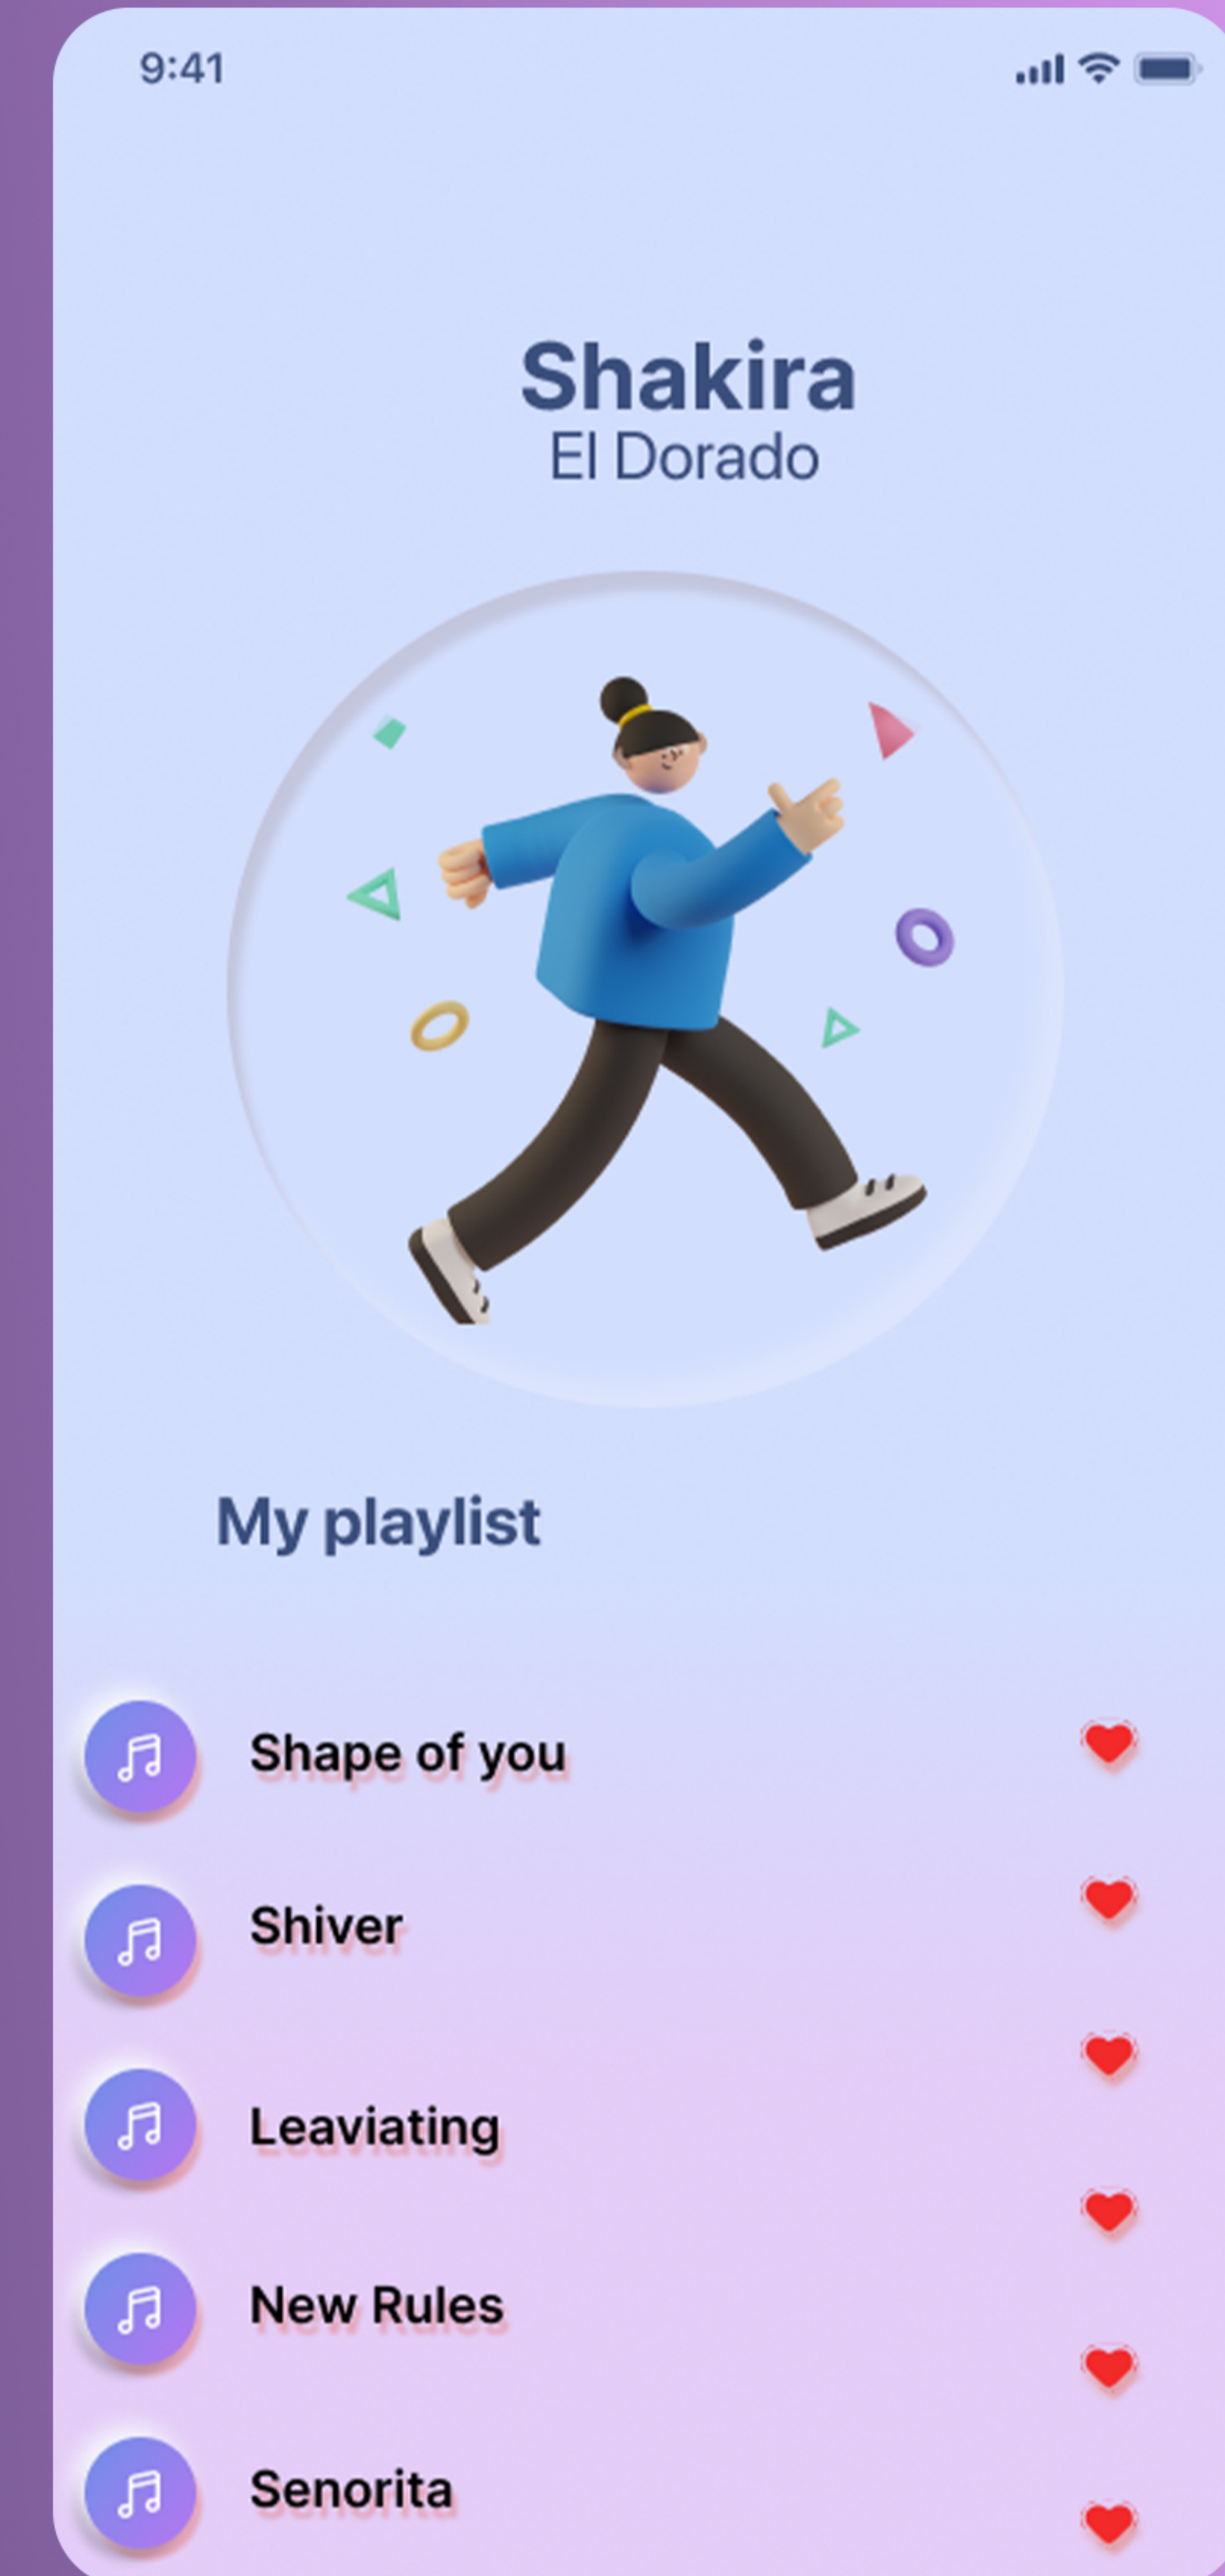 9:41
Shakira
El Dorado
My playlist
Shape of you
Shiver
Leaviating
New Rules
Senorita